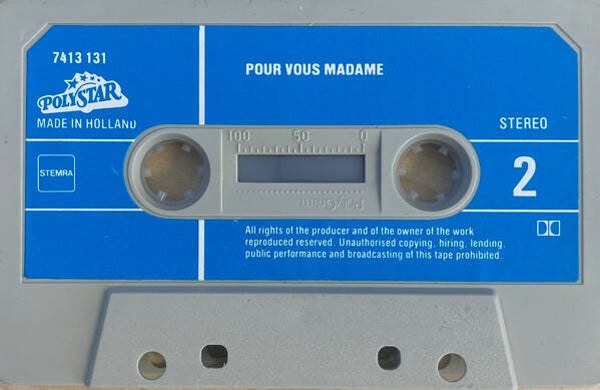 7413 131
POUR VOUS MADAME
POLYSTAR
MADE IN HOLLAND
STEREO
100 50 0
STEMRA
2
PolyGram
All rights of the producer and of the owner of the work
reproduced reserved. Unauthorised copying, hiring, lending,
public performance and broadcasting of this tape prohibited.